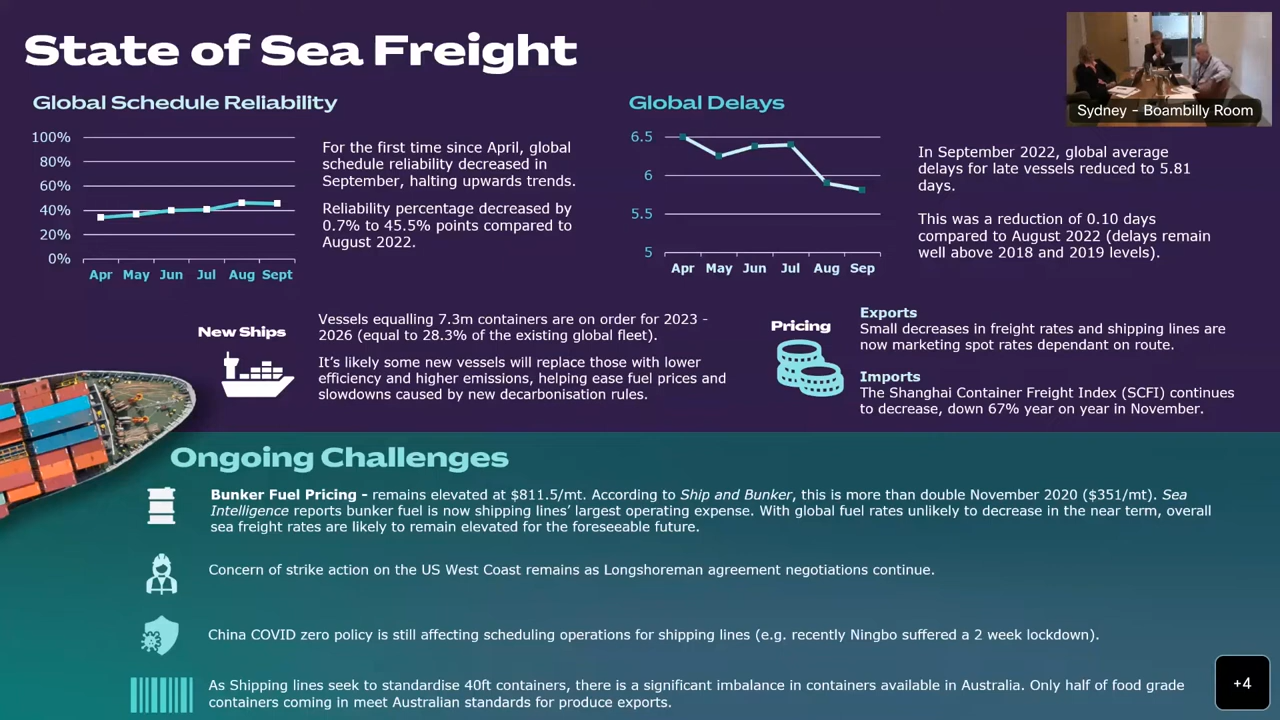 State of Sea Freight
Sydney - Boambilly Room
Global Schedule Reliability
100%
80%
60%
40%
20%
0%
Apr May Jun Jul Aug Sept
For the first time since April, global
schedule reliability decreased in
September, halting upwards trends.
Reliability percentage decreased by
0.7% to 45.5% points compared to
August 2022.
Global Delays
6.5
6
5.5
5
Apr May Jun Jul Aug Sep
In September 2022, global average
delays for late vessels reduced to 5.81
days.
This was a reduction of 0.10 days
compared to August 2022 (delays remain
well above 2018 and 2019 levels).
New Ships
Vessels equalling 7.3m containers are on order for 2023 -
2026 (equal to 28.3% of the existing global fleet).
It's likely some new vessels will replace those with lower
efficiency and higher emissions, helping ease fuel prices and
slowdowns caused by new decarbonisation rules.
Pricing
Exports
Small decreases in freight rates and shipping lines are
now marketing spot rates dependant on route.
Imports
The Shanghai Container Freight Index (SCFI) continues
to decrease, down 67% year on year in November.
Ongoing Challenges
Bunker Fuel Pricing - remains elevated at $811.5/mt. According to Ship and Bunker, this is more than double November 2020 ($351/mt). Sea
Intelligence reports bunker fuel is now shipping lines' largest operating expense. With global fuel rates unlikely to decrease in the near term, overall
sea freight rates are likely to remain elevated for the foreseeable future.
Concern of strike action on the US West Coast remains as Longshoreman agreement negotiations continue.
China COVID zero policy is still affecting scheduling operations for shipping lines (e.g. recently Ningbo suffered a 2 week lockdown).
As Shipping lines seek to standardise 40ft containers, there is a significant imbalance in containers available in Australia. Only half of food grade
containers coming in meet Australian standards for produce exports.
+4